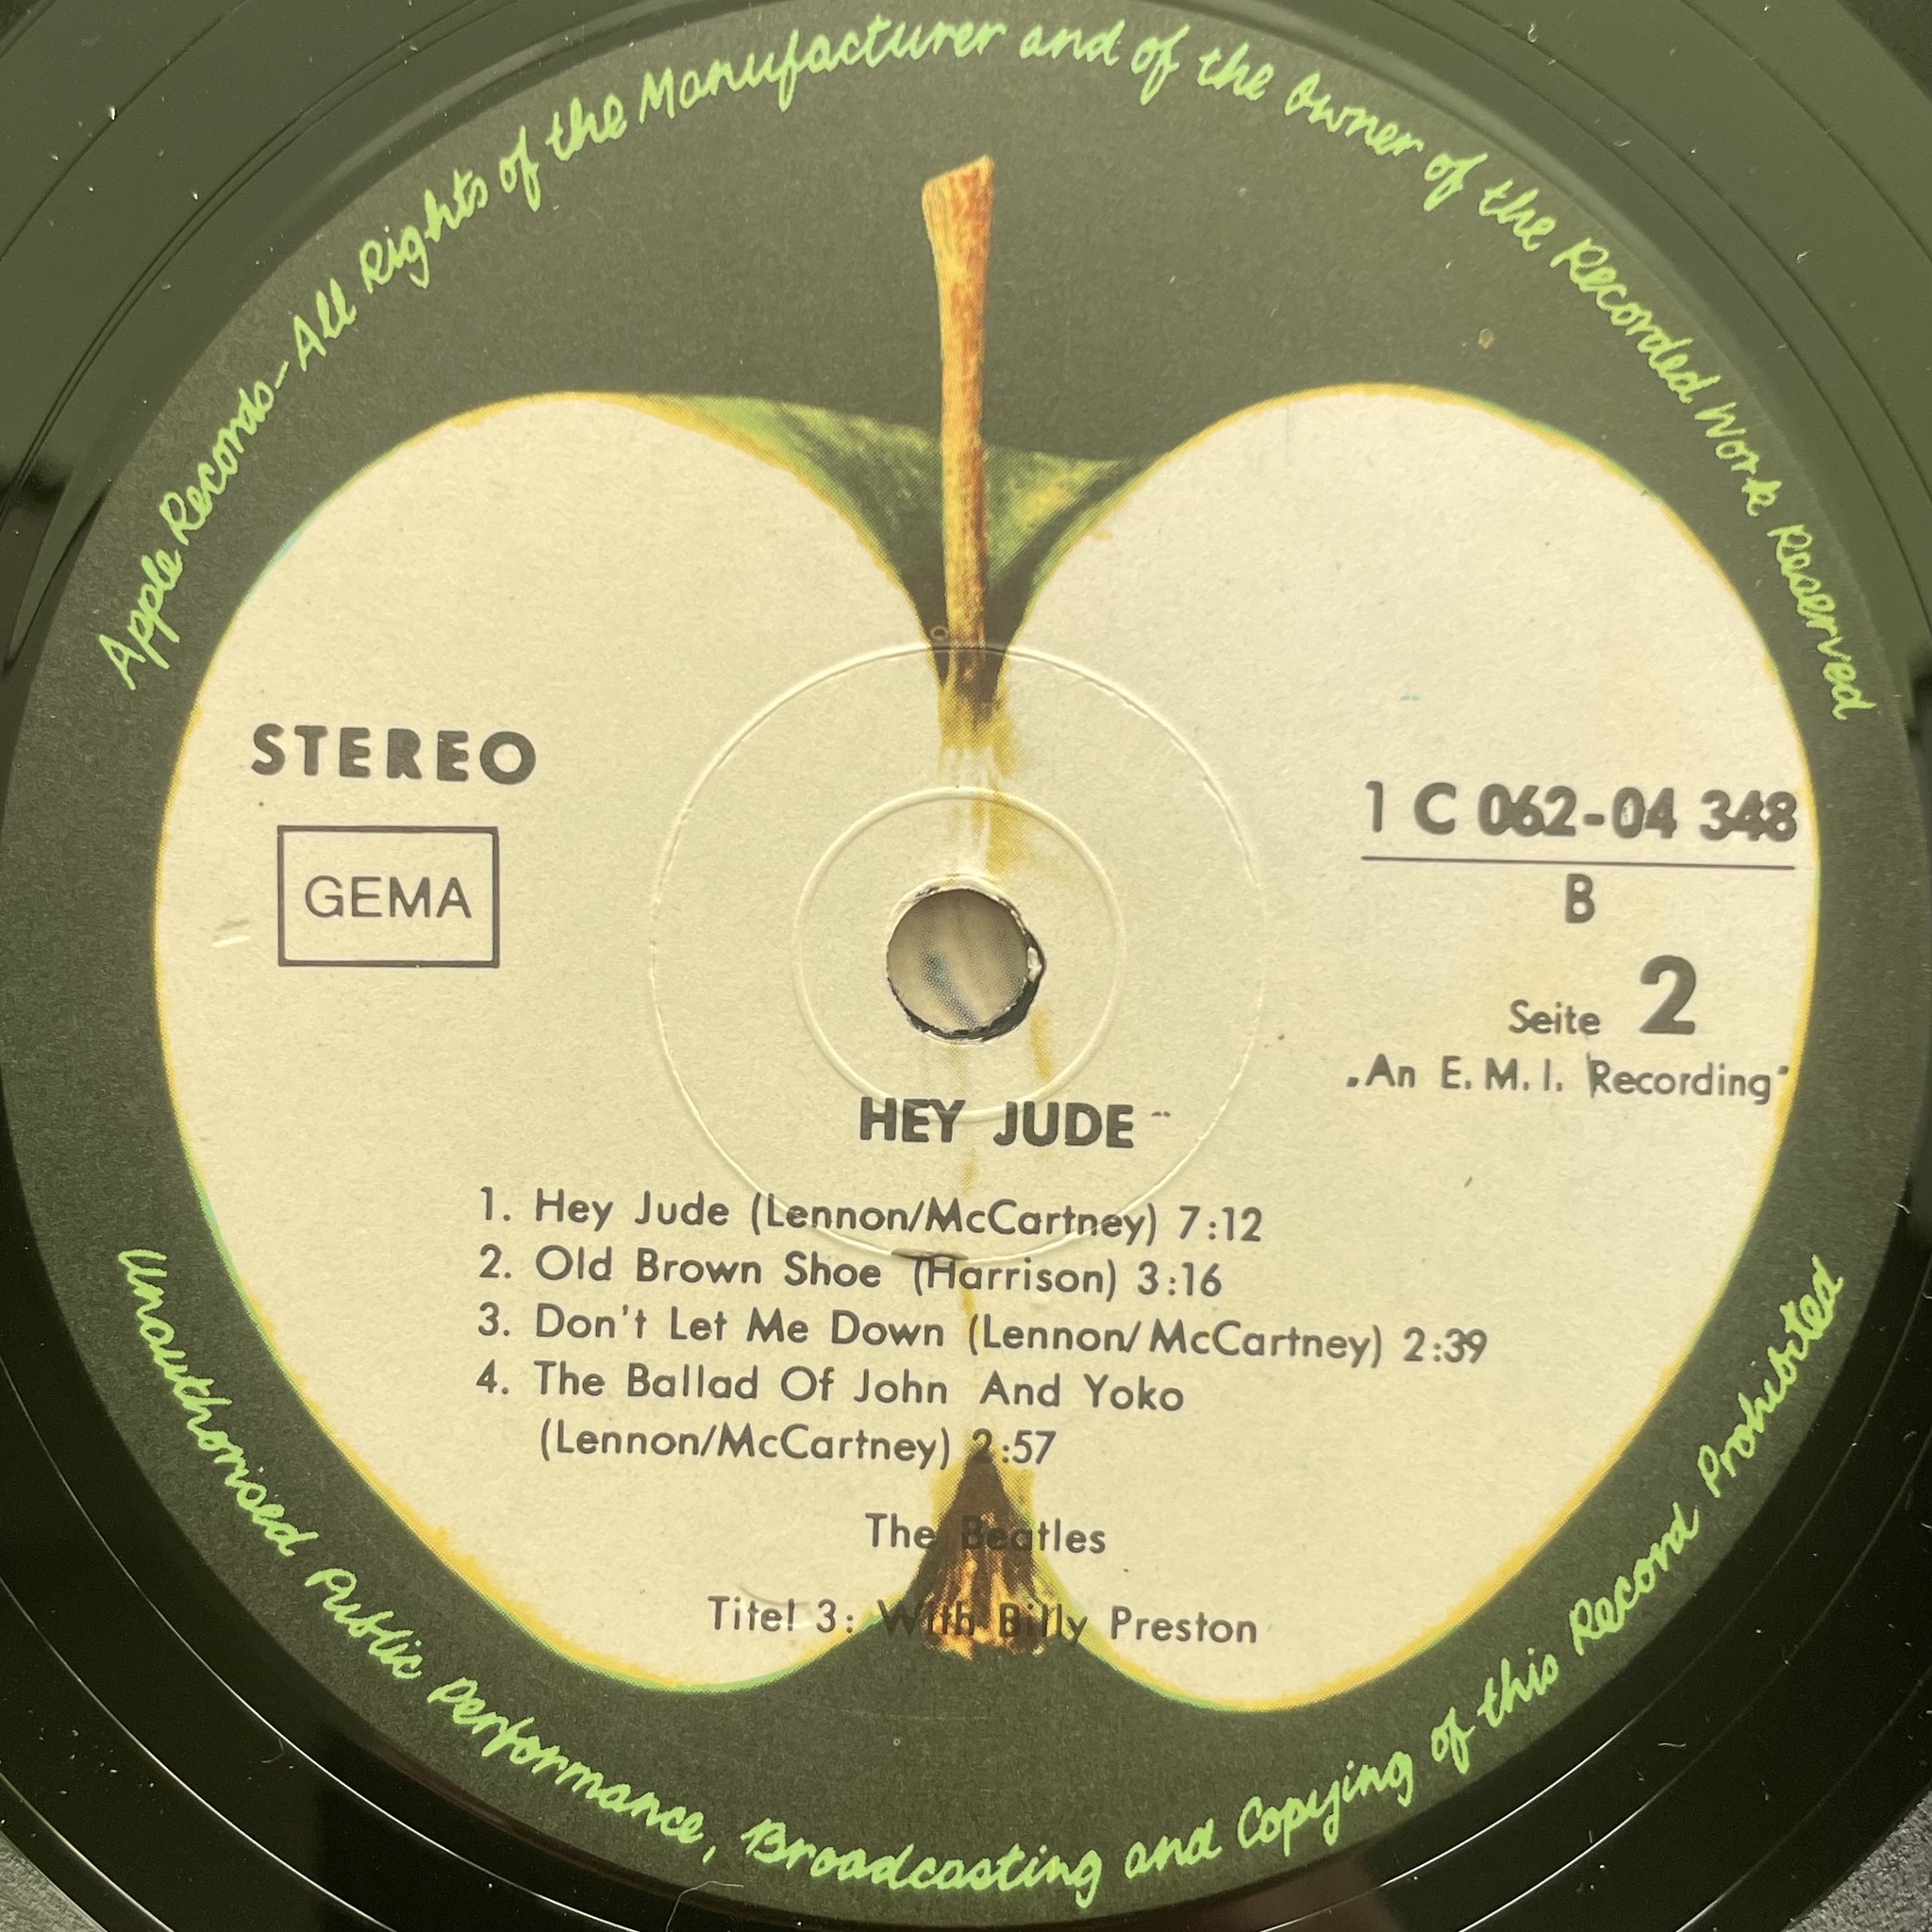 Apple Records - All Rights of the Manufacturer and of the Owner of the Recorded Work Reserved
STEREO
GEMA
1 C 062-04 348
B
Seite 2
„An E. M. I. Recording"
HEY JUDE
1. Hey Jude (Lennon/McCartney) 7:12
2. Old Brown Shoe (Harrison) 3:16
3. Don't Let Me Down (Lennon/McCartney) 2:39
4. The Ballad Of John And Yoko
(Lennon/McCartney) 2:57
The Beatles
Titel 3: With Billy Preston
Unauthorised Public Performance, Broadcasting and Copying of this Record Prohibited